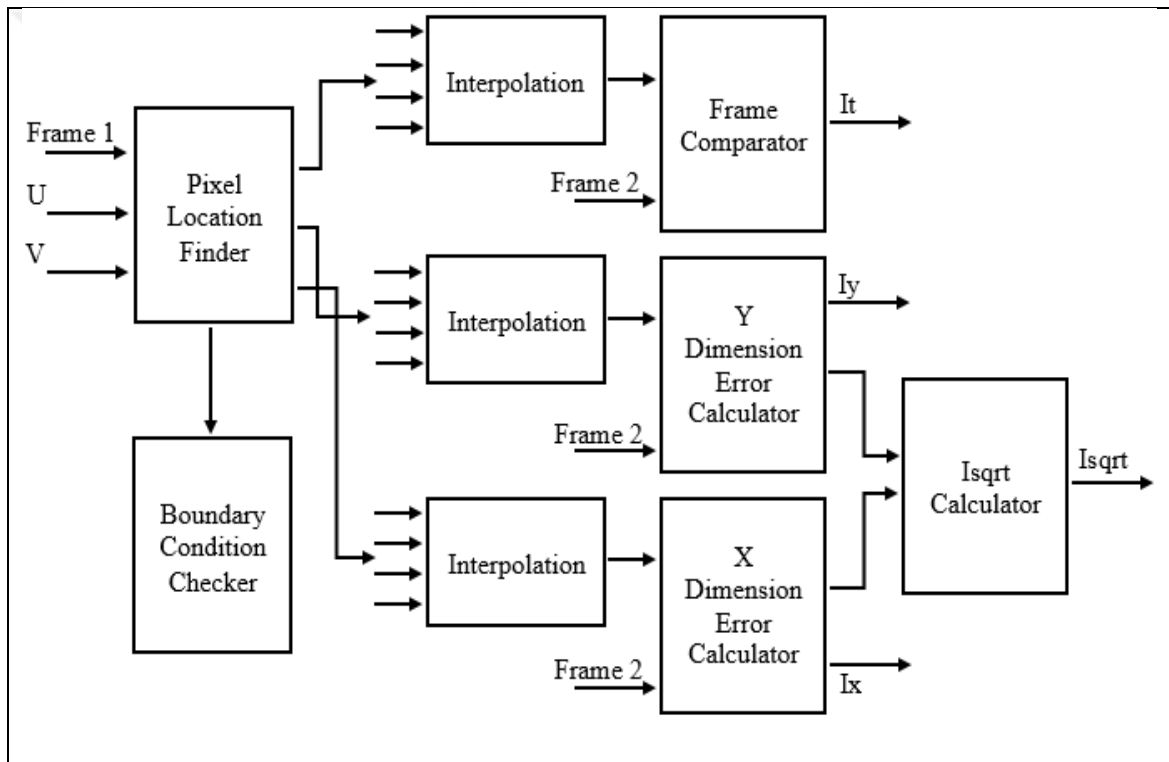 Frame 1
U
V
Pixel
Location
Finder
Boundary
Condition
Checker
Interpolation
Frame 2
Frame
Comparator
It
Interpolation
Frame 2
Y
Dimension
Error
Calculator
Iy
Interpolation
Frame 2
X
Dimension
Error
Calculator
Ix
Isqrt
Calculator
Isqrt